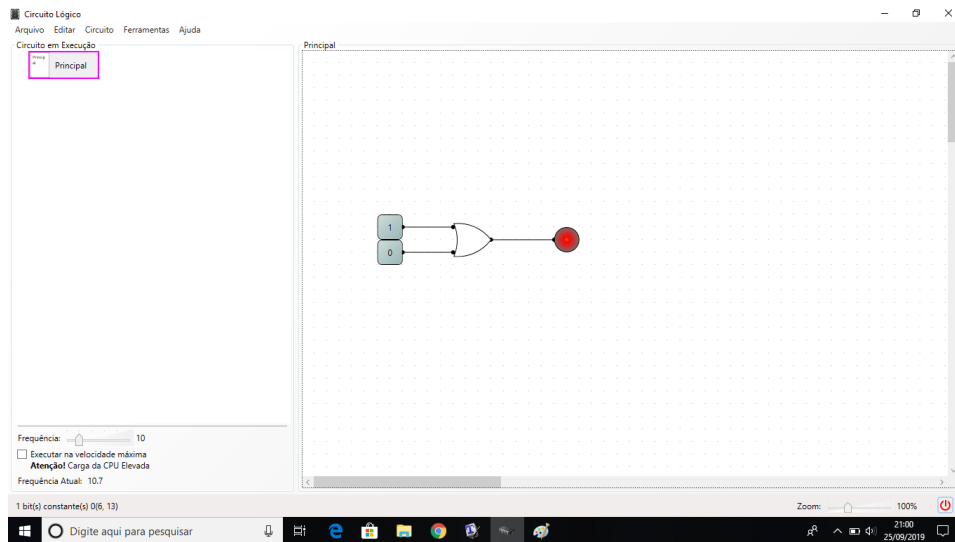 Circuito Lógico
Arquivo Editar Circuito Ferramentas Ajuda
Circuito em Execução
Principal
Principal
Principal
1
0
Frequência: 10
Executar na velocidade máxima
Atenção! Carga da CPU Elevada
Frequência Atual: 10.7
1 bit(s) constante(s) 0(6, 13)
Zoom: 100%
Digite aqui para pesquisar
21:00
25/09/2019